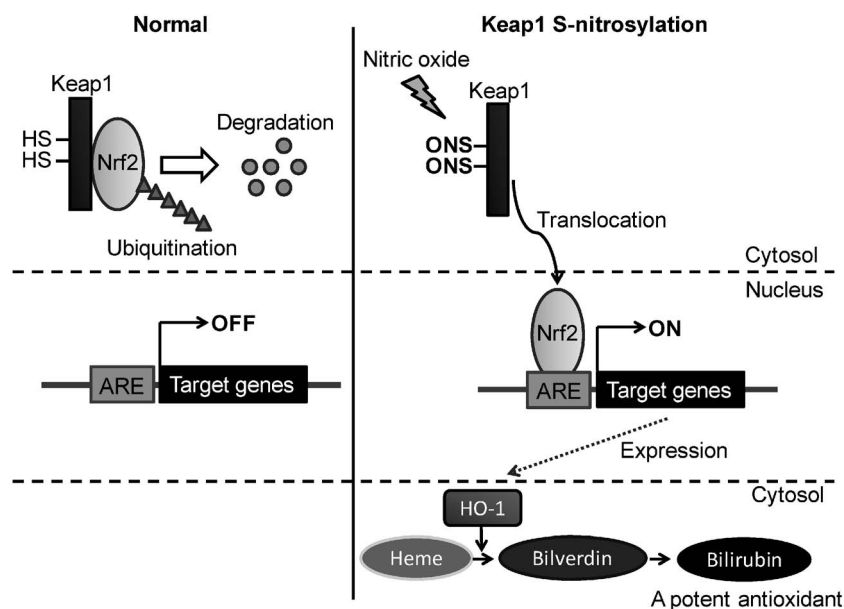 Normal
Keap1
HS
HS
Nrf2
Degradation
Ubiquitination
OFF
ARE
Target genes
Keap1 S-nitrosylation
Nitric oxide
Keap1
ONS
ONS
Translocation
Cytosol
Nucleus
Nrf2
ON
ARE
Target genes
Expression
Cytosol
HO-1
Heme
Bilverdin
Bilirubin
A potent antioxidant